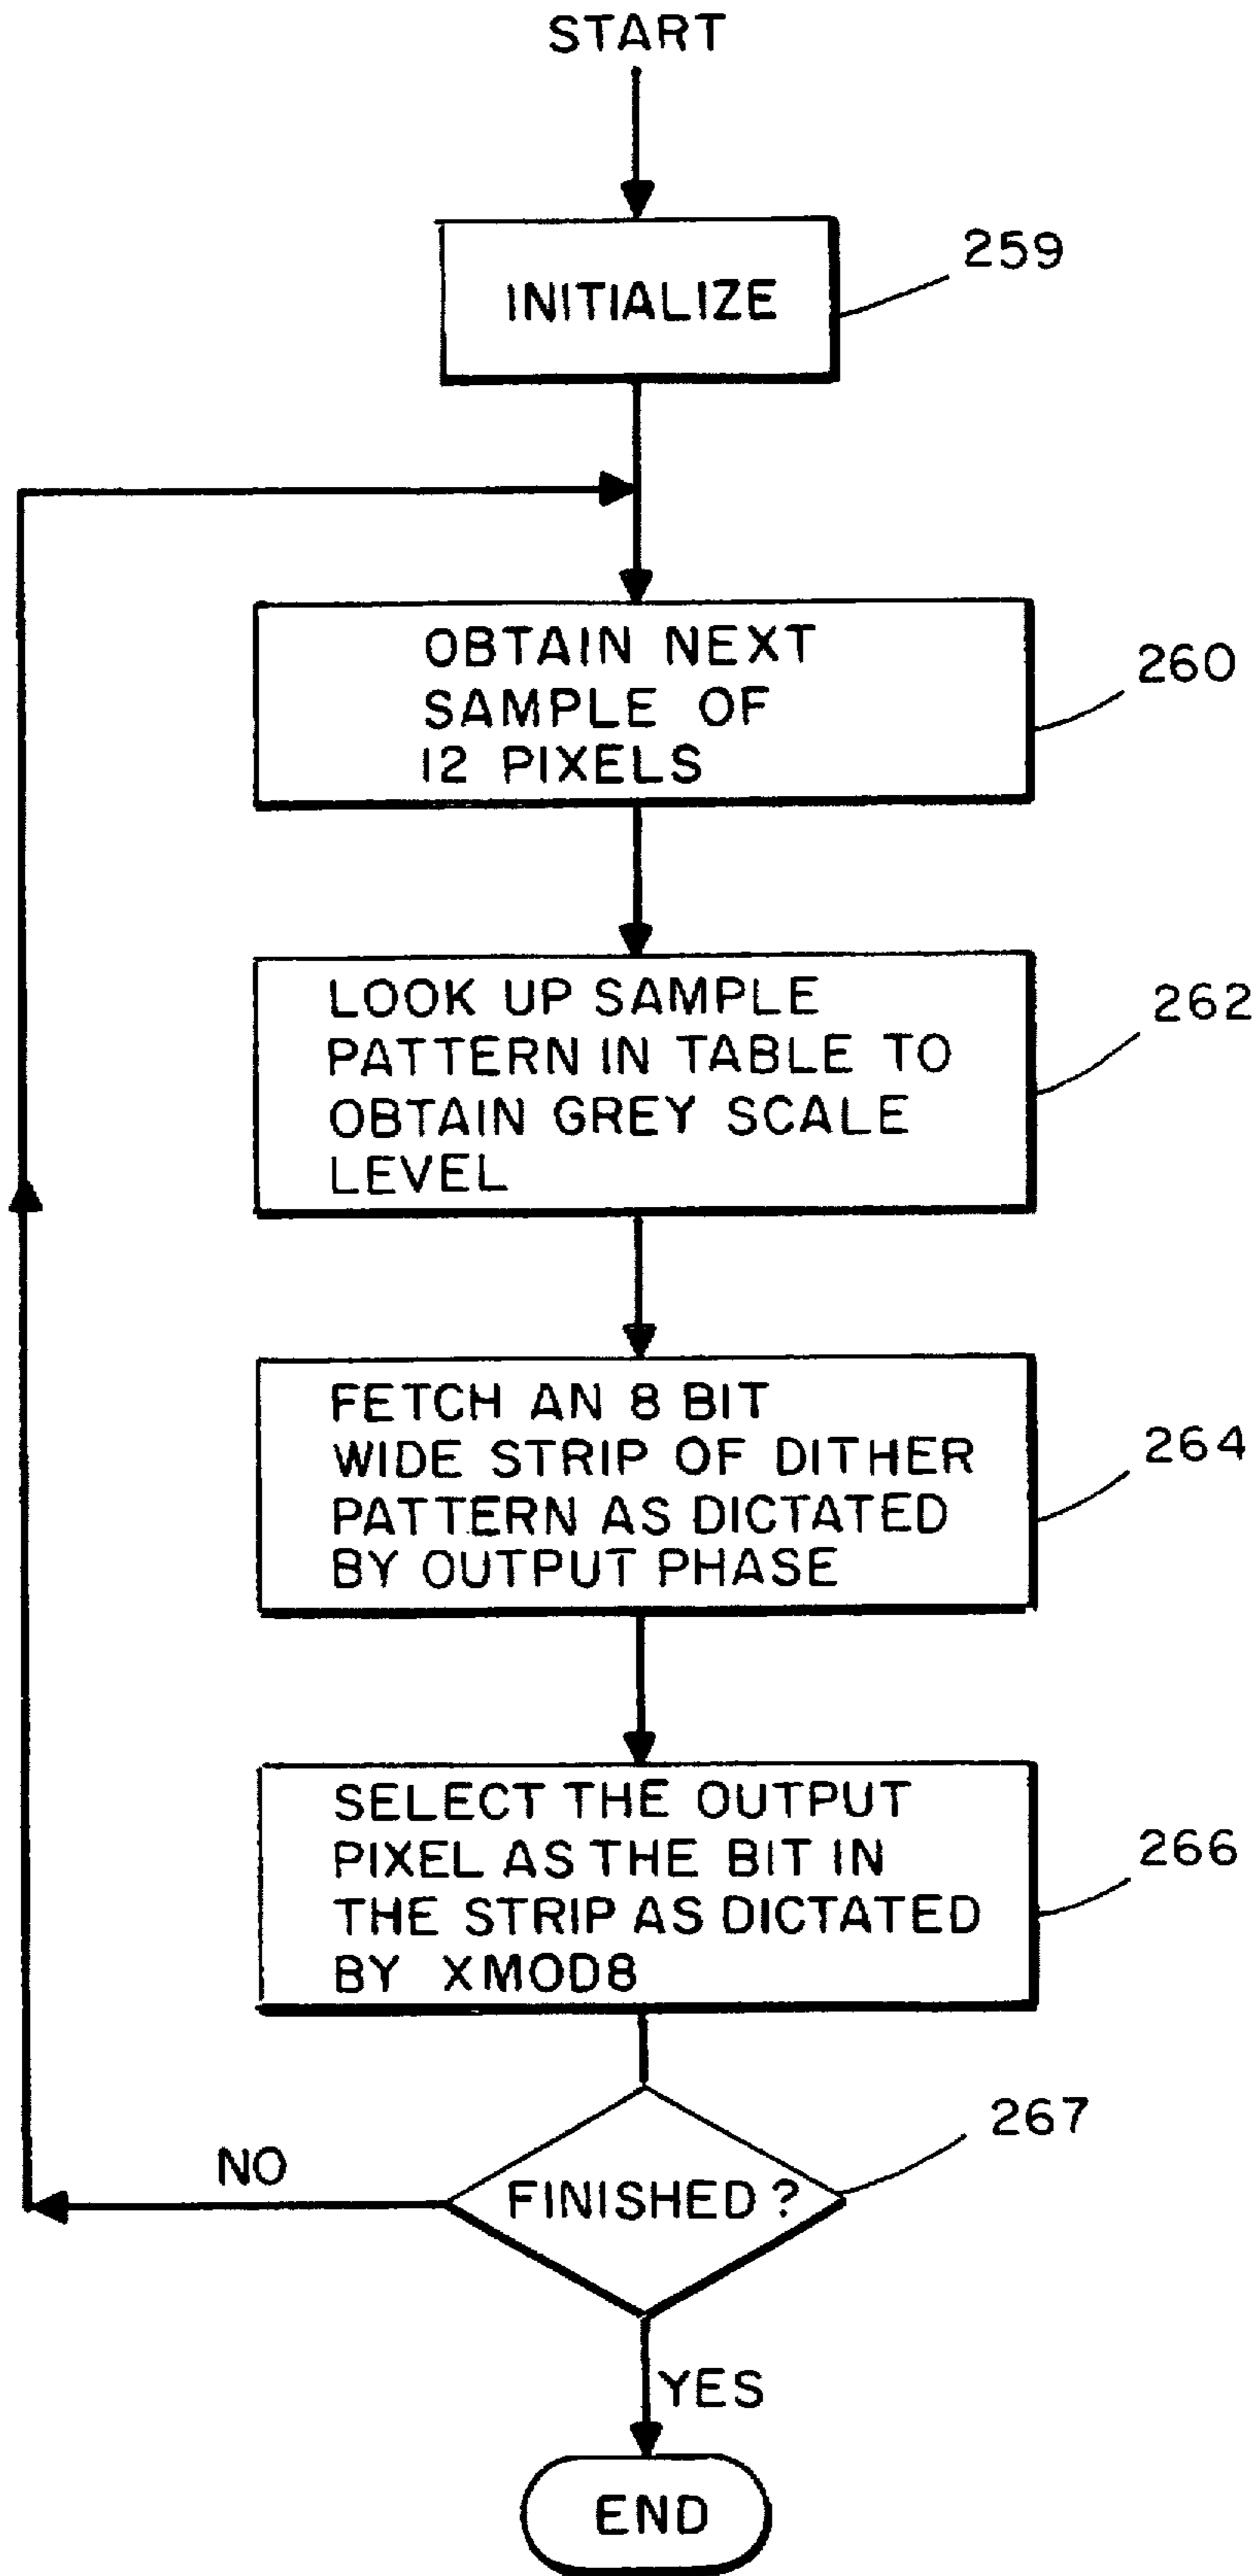 START
INITIALIZE
259
OBTAIN NEXT
SAMPLE OF
12 PIXELS
260
LOOK UP SAMPLE
PATTERN IN TABLE TO
OBTAIN GREY SCALE
LEVEL
262
FETCH AN 8 BIT
WIDE STRIP OF DITHER
PATTERN AS DICTATED
BY OUTPUT PHASE
264
SELECT THE OUTPUT
PIXEL AS THE BIT IN
THE STRIP AS DICTATED
BY XMOD8
266
FINISHED ?
267
NO
YES
END